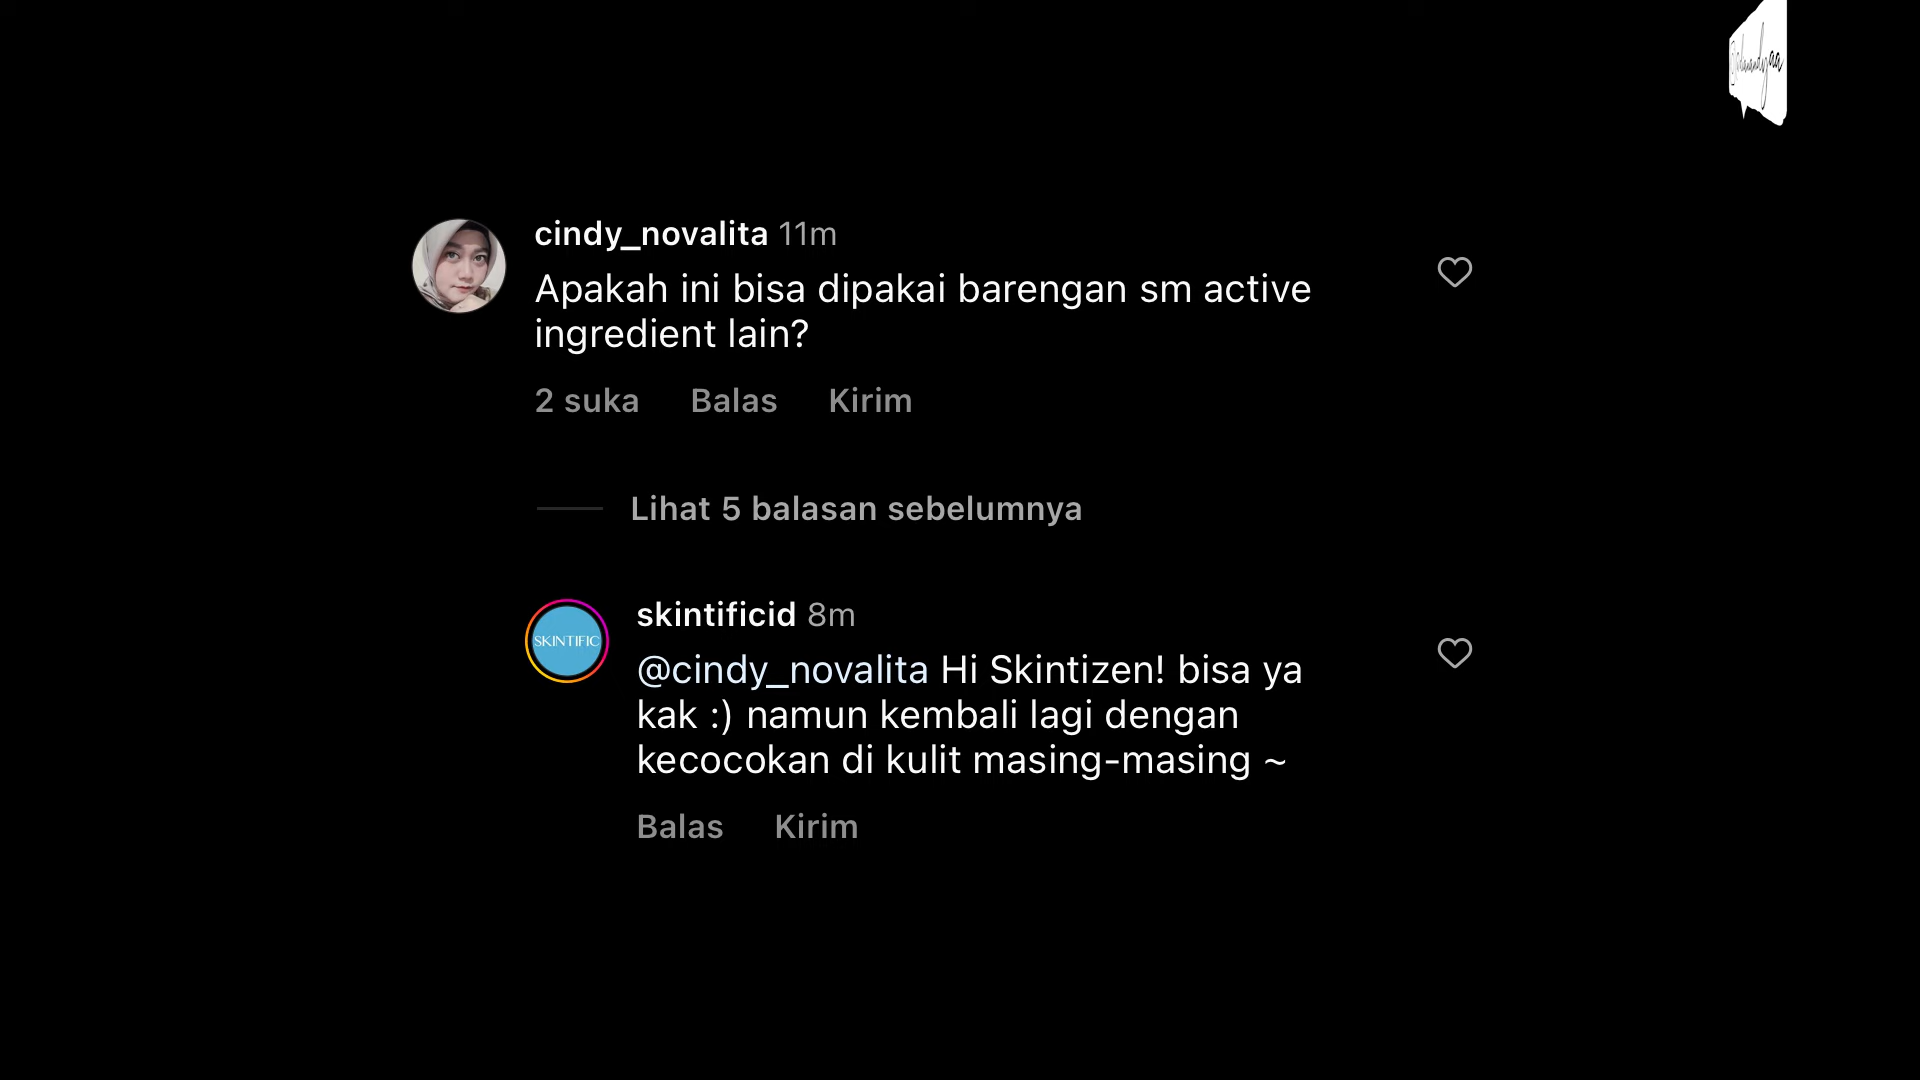 cindy_novalita 11m
Apakah ini bisa dipakai barengan sm active
ingredient lain?
2 suka Balas Kirim
Lihat 5 balasan sebelumnya
SKINTIFIC
skintificid 8m
@cindy_novalita Hi Skintizen! bisa ya
kak :) namun kembali lagi dengan
kecocokan di kulit masing-masing ~
Balas Kirim